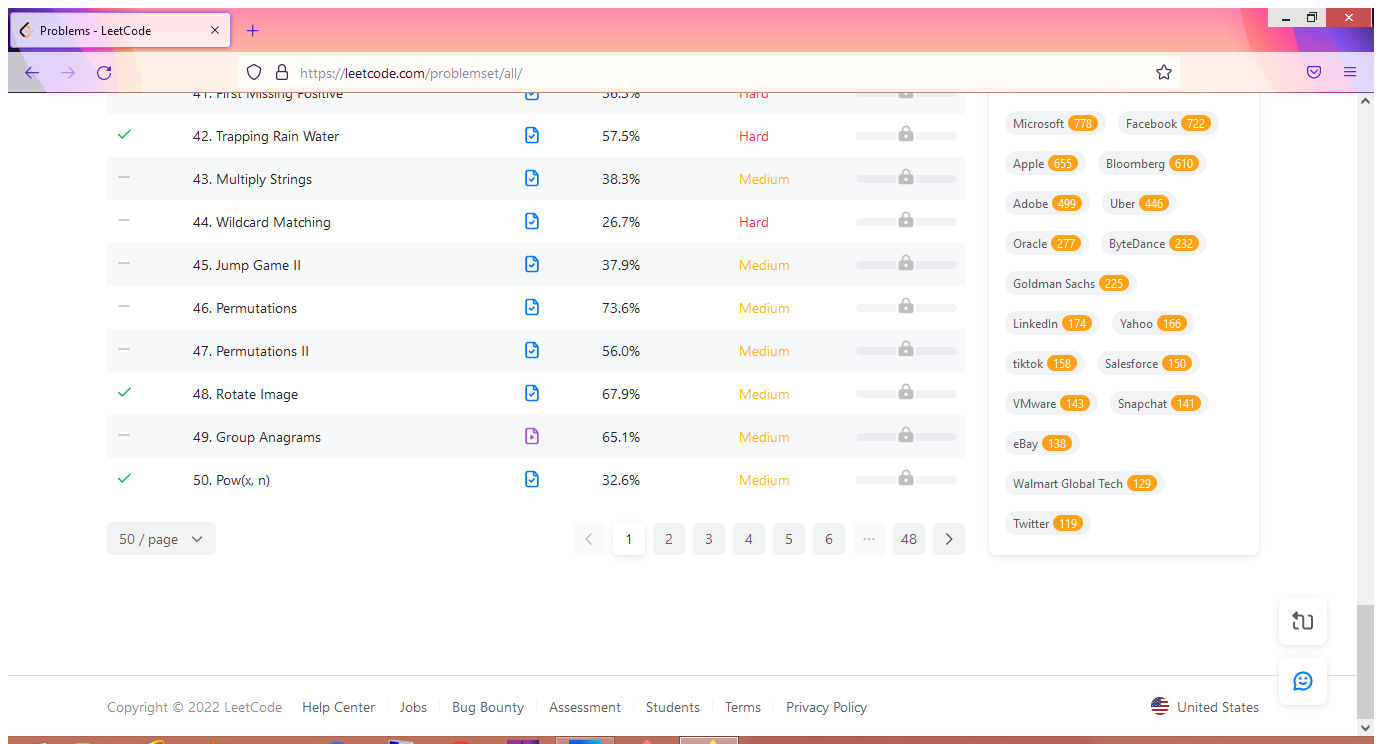 Problems - LeetCode
https://leetcode.com/problemset/all/
41. First Missing Positive 36.5% Hard
42. Trapping Rain Water 57.5% Hard
43. Multiply Strings 38.3% Medium
44. Wildcard Matching 26.7% Hard
45. Jump Game II 37.9% Medium
46. Permutations 73.6% Medium
47. Permutations II 56.0% Medium
48. Rotate Image 67.9% Medium
49. Group Anagrams 65.1% Medium
50. Pow(x, n) 32.6% Medium
50 / page 1 2 3 4 5 6 ... 48
Microsoft 778 Facebook 722
Apple 655 Bloomberg 610
Adobe 499 Uber 446
Oracle 277 ByteDance 232
Goldman Sachs 225
LinkedIn 174 Yahoo 166
tiktok 158 Salesforce 150
VMware 143 Snapchat 141
eBay 138
Walmart Global Tech 129
Twitter 119
Copyright © 2022 LeetCode Help Center Jobs Bug Bounty Assessment Students Terms Privacy Policy United States